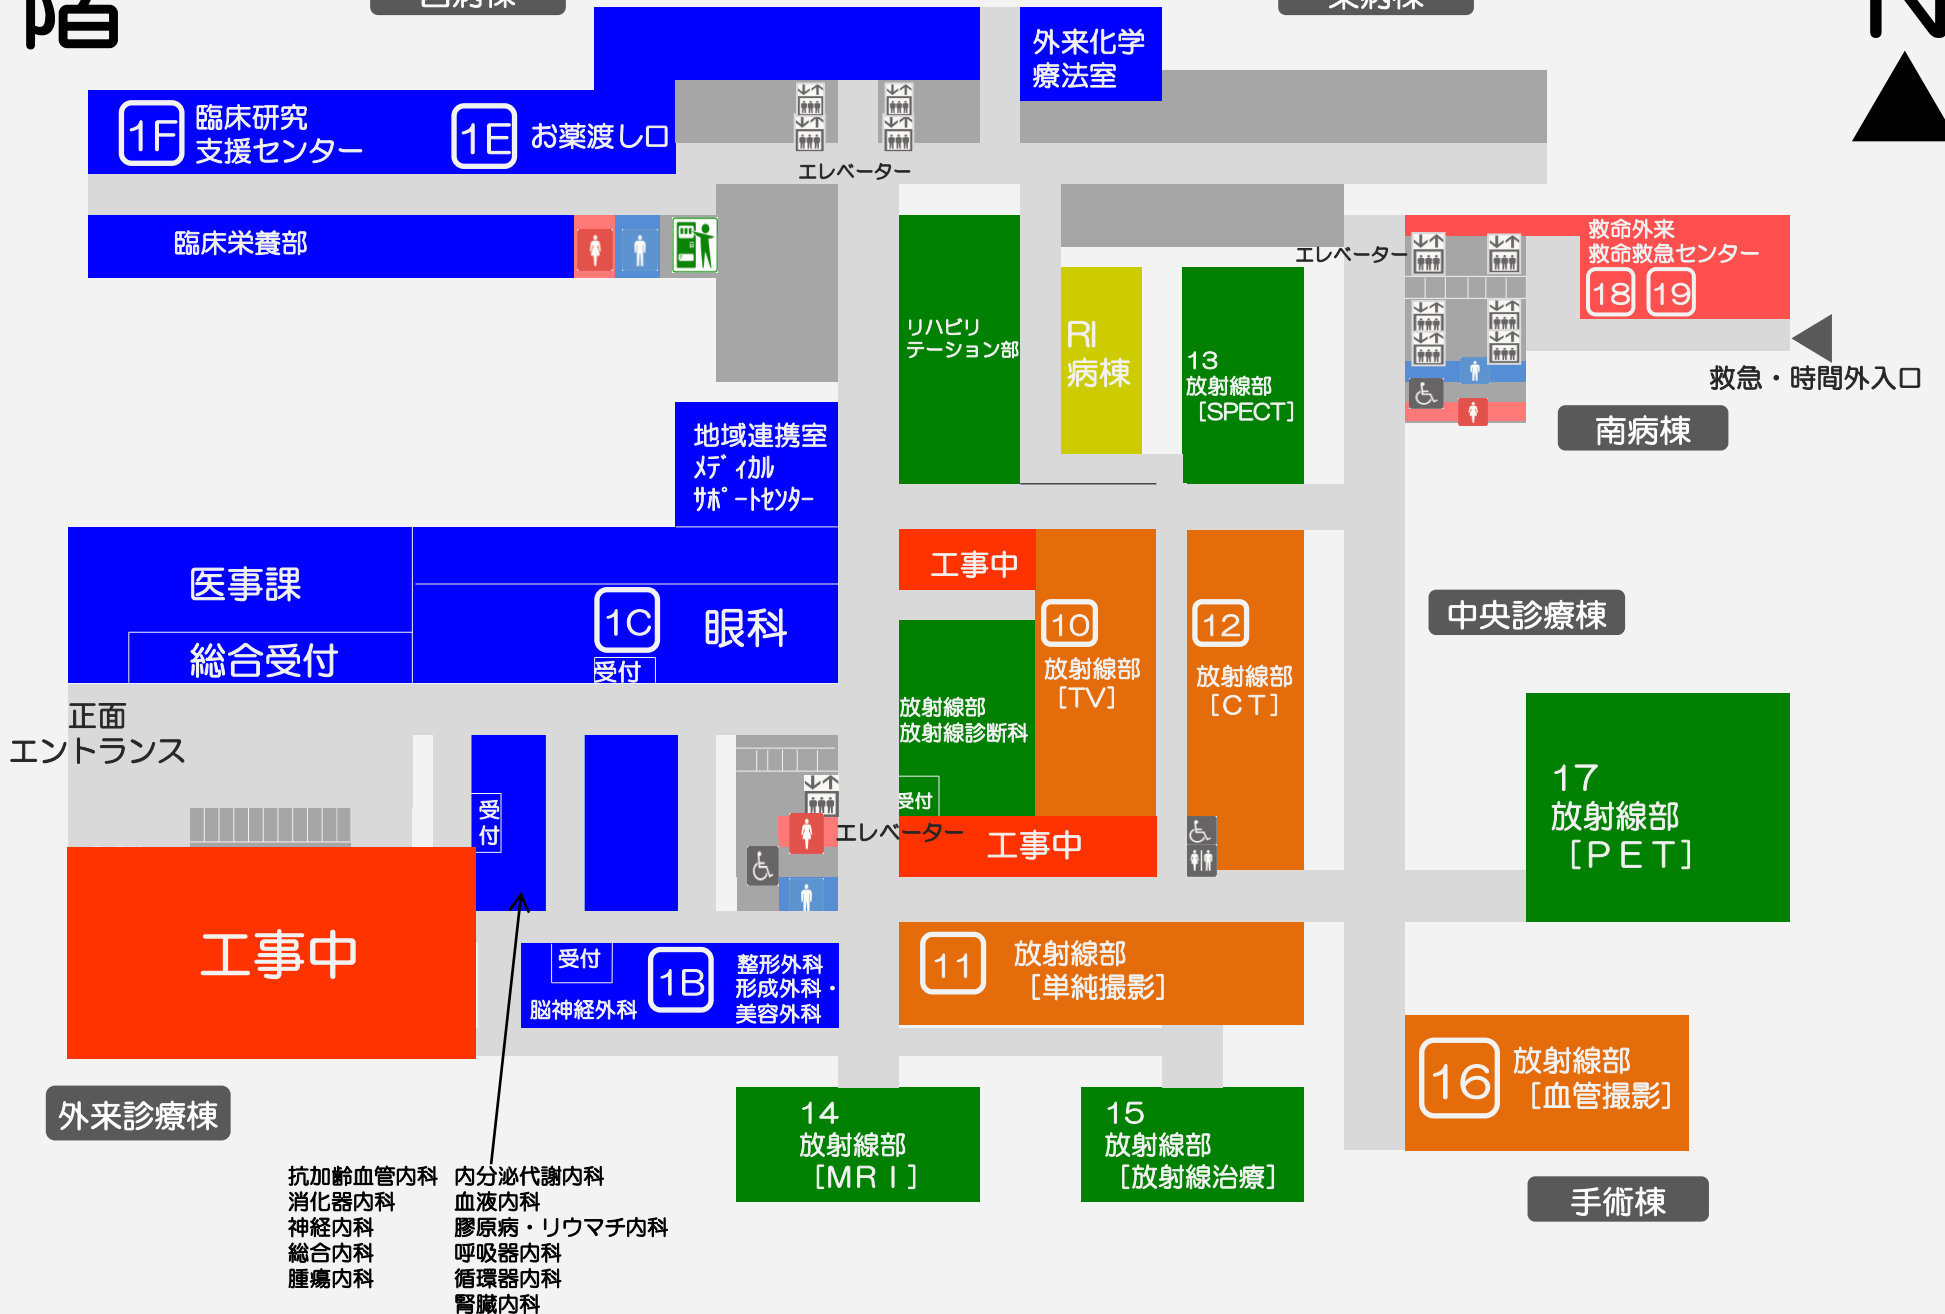 階
西病棟
東病棟
N
外来化学
療法室
1F
臨床研究
支援センター
1E
お薬渡し口
エレベーター
臨床栄養部
救命外来
救命救急センター
18
19
エレベーター
リハビリ
テーション部
RI
病棟
13
放射線部
[SPECT]
救急・時間外入口
南病棟
地域連携室
ﾒﾃﾞｨｶﾙ
ｻﾎﾟｰﾄｾﾝﾀｰ
医事課
総合受付
1C
眼科
受付
工事中
10
放射線部
[TV]
12
放射線部
[CT]
中央診療棟
正面
エントランス
放射線部
放射線診断科
受付
受付
エレベーター
工事中
17
放射線部
[PET]
工事中
受付
1B
脳神経外科
整形外科
形成外科・
美容外科
11
放射線部
[単純撮影]
16
放射線部
[血管撮影]
外来診療棟
14
放射線部
[MRI]
15
放射線部
[放射線治療]
手術棟
抗加齢血管内科
消化器内科
神経内科
総合内科
腫瘍内科
内分泌代謝内科
血液内科
膠原病・リウマチ内科
呼吸器内科
循環器内科
腎臓内科